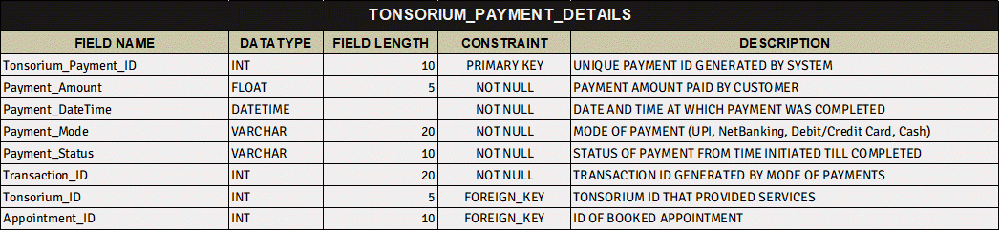 TONSORIUM_PAYMENT_DETAILS
FIELD NAME DATATYPE FIELD LENGTH CONSTRAINT DESCRIPTION
Tonsorium_Payment_ID INT 10 PRIMARY KEY UNIQUE PAYMENT ID GENERATED BY SYSTEM
Payment_Amount FLOAT 5 NOT NULL PAYMENT AMOUNT PAID BY CUSTOMER
Payment_DateTime DATETIME NOT NULL DATE AND TIME AT WHICH PAYMENT WAS COMPLETED
Payment_Mode VARCHAR 20 NOT NULL MODE OF PAYMENT (UPI, NetBanking, Debit/Credit Card, Cash)
Payment_Status VARCHAR 10 NOT NULL STATUS OF PAYMENT FROM TIME INITIATED TILL COMPLETED
Transaction_ID INT 20 NOT NULL TRANSACTION ID GENERATED BY MODE OF PAYMENTS
Tonsorium_ID INT 5 FOREIGN_KEY TONSORIUM ID THAT PROVIDED SERVICES
Appointment_ID INT 10 FOREIGN_KEY ID OF BOOKED APPOINTMENT